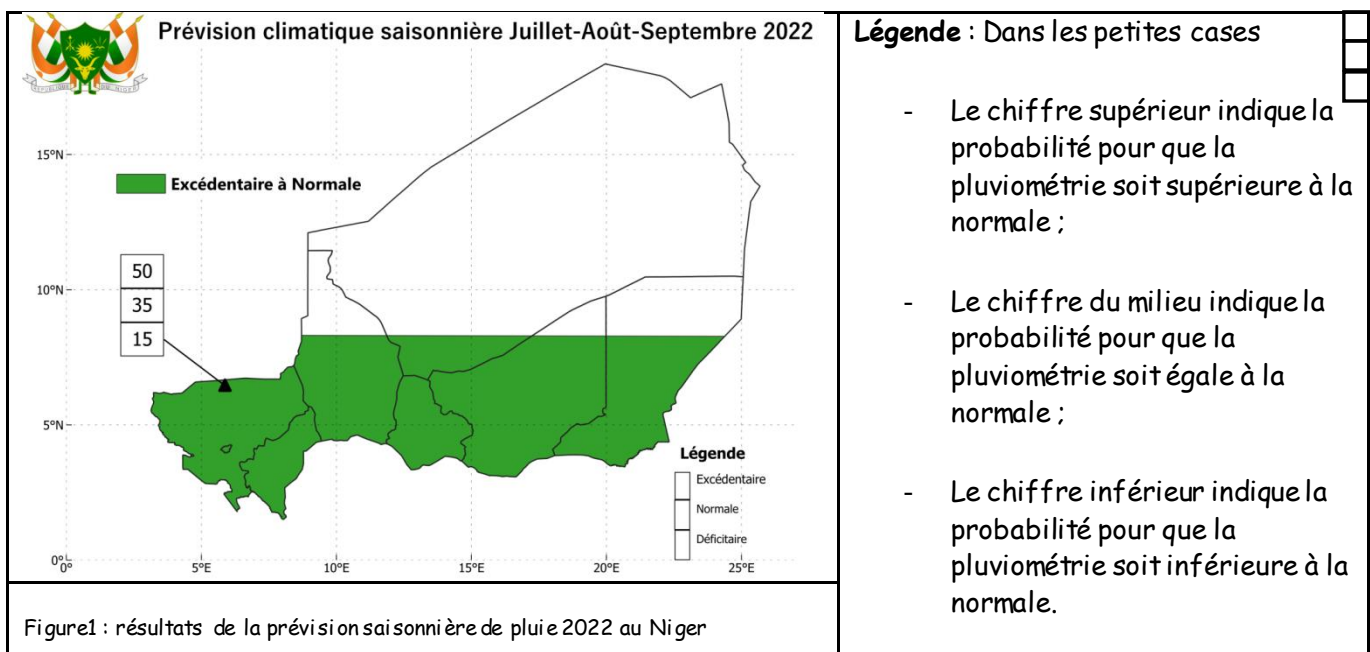 Prévision climatique saisonnière Juillet-Août-Septembre 2022
15°N
Excédentaire à Normale
50
35
15
10°N
5°N
Légende
Excédentaire
Normale
Déficitaire
0°
0°
5°E
10°E
15°E
20°E
25°E
Figure1 : résultats de la prévision saisonnière de pluie 2022 au Niger
Légende : Dans les petites cases
- Le chiffre supérieur indique la
probabilité pour que la
pluviométrie soit supérieure à la
normale ;
- Le chiffre du milieu indique la
probabilité pour que la
pluviométrie soit égale à la
normale ;
- Le chiffre inférieur indique la
probabilité pour que la
pluviométrie soit inférieure à la
normale.